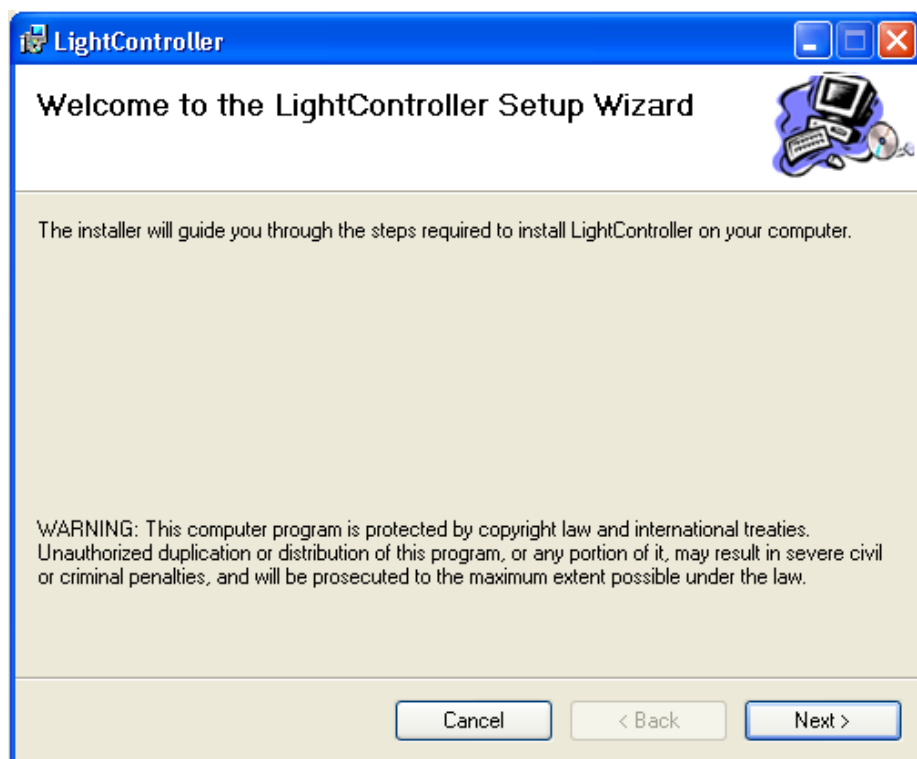 LightController
Welcome to the LightController Setup Wizard
The installer will guide you through the steps required to install LightController on your computer.
WARNING: This computer program is protected by copyright law and international treaties.
Unauthorized duplication or distribution of this program, or any portion of it, may result in severe civil
or criminal penalties, and will be prosecuted to the maximum extent possible under the law.
Cancel
< Back
Next >